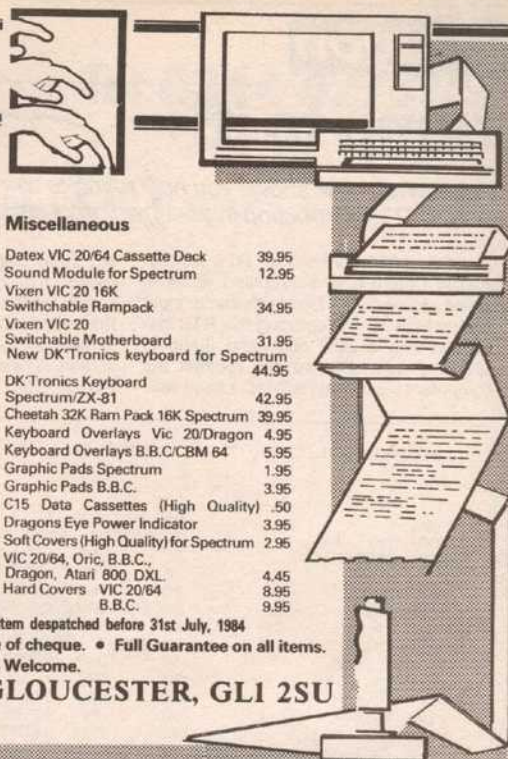 Miscellaneous
Datex VIC 20/64 Cassette Deck 39.95
Sound Module for Spectrum 12.95
Vixen VIC 20 16K
Swithchable Rampack 34.95
Vixen VIC 20
Switchable Motherboard 31.95
New DK'Tronics keyboard for Spectrum
44.95
DK'Tronics Keyboard
Spectrum/ZX-81 42.95
Cheetah 32K Ram Pack 16K Spectrum 39.95
Keyboard Overlays Vic 20/Dragon 4.95
Keyboard Overlays B.B.C/CBM 64 5.95
Graphic Pads Spectrum 1.95
Graphic Pads B.B.C. 3.95
C15 Data Cassettes (High Quality) .50
Dragons Eye Power Indicator 3.95
Soft Covers (High Quality) for Spectrum 2.95
VIC 20/64, Oric, B.B.C.,
Dragon, Atari 800 DXL. 4.45
Hard Covers VIC 20/64 8.95
B.B.C. 9.95
tem despatched before 31st July, 1984
e of cheque. • Full Guarantee on all items.
Welcome.
GLOUCESTER, GL1 2SU